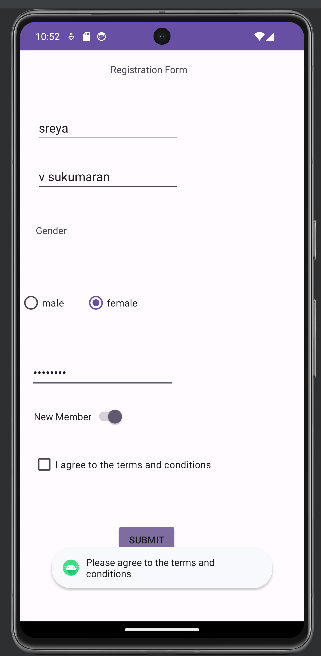 10:52
Registration Form
sreya
v sukumaran
Gender
male female
••••••••
New Member
I agree to the terms and conditions
SUBMIT
Please agree to the terms and
conditions